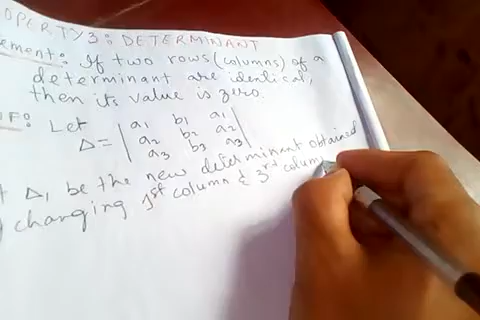 OPERTY 3: DETERMINANT
ement: If two rows (columns) of a
determinant are identical,
then its value is zero.
OF: Let
Δ = | a1 b1 a1 |
| a2 b2 a2 |
| a3 b3 a3 |
t Δ1 be the new determinant obtained
changing 1st column & 3rd colum